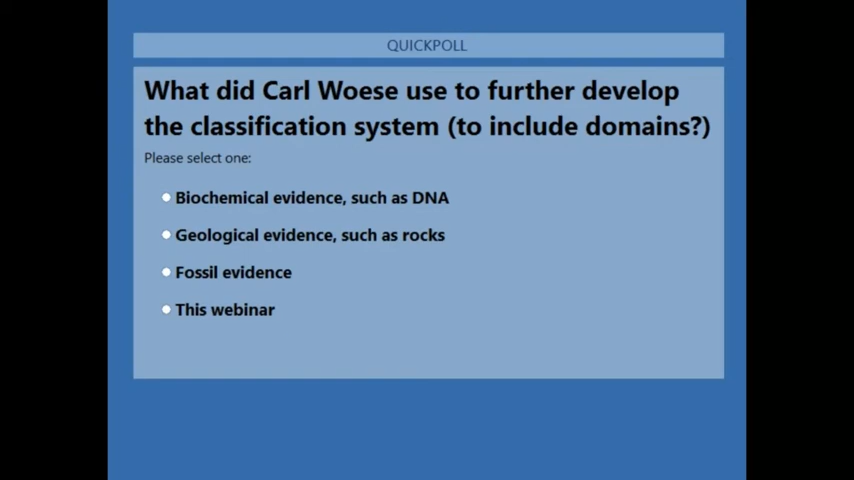 QUICKPOLL
What did Carl Woese use to further develop
the classification system (to include domains?)
Please select one:
Biochemical evidence, such as DNA
Geological evidence, such as rocks
Fossil evidence
This webinar